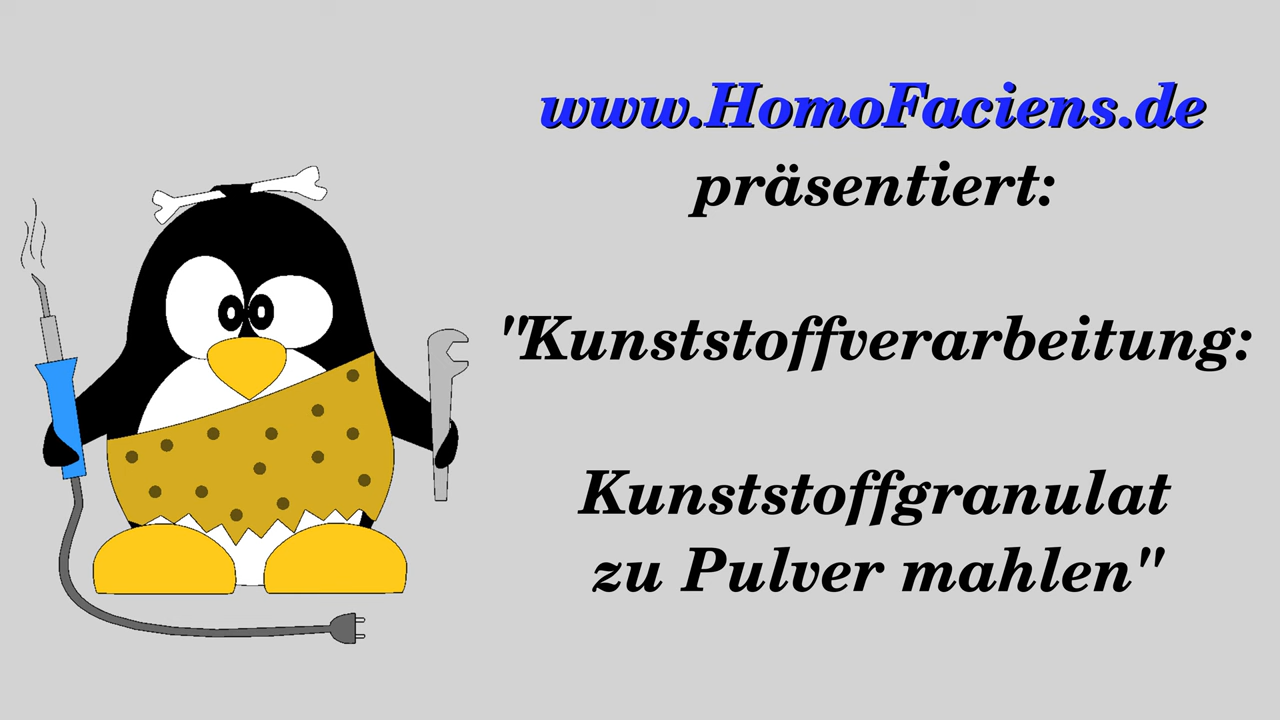 www.HomoFaciens.de
präsentiert:
"Kunststoffverarbeitung:
Kunststoffgranulat
zu Pulver mahlen"